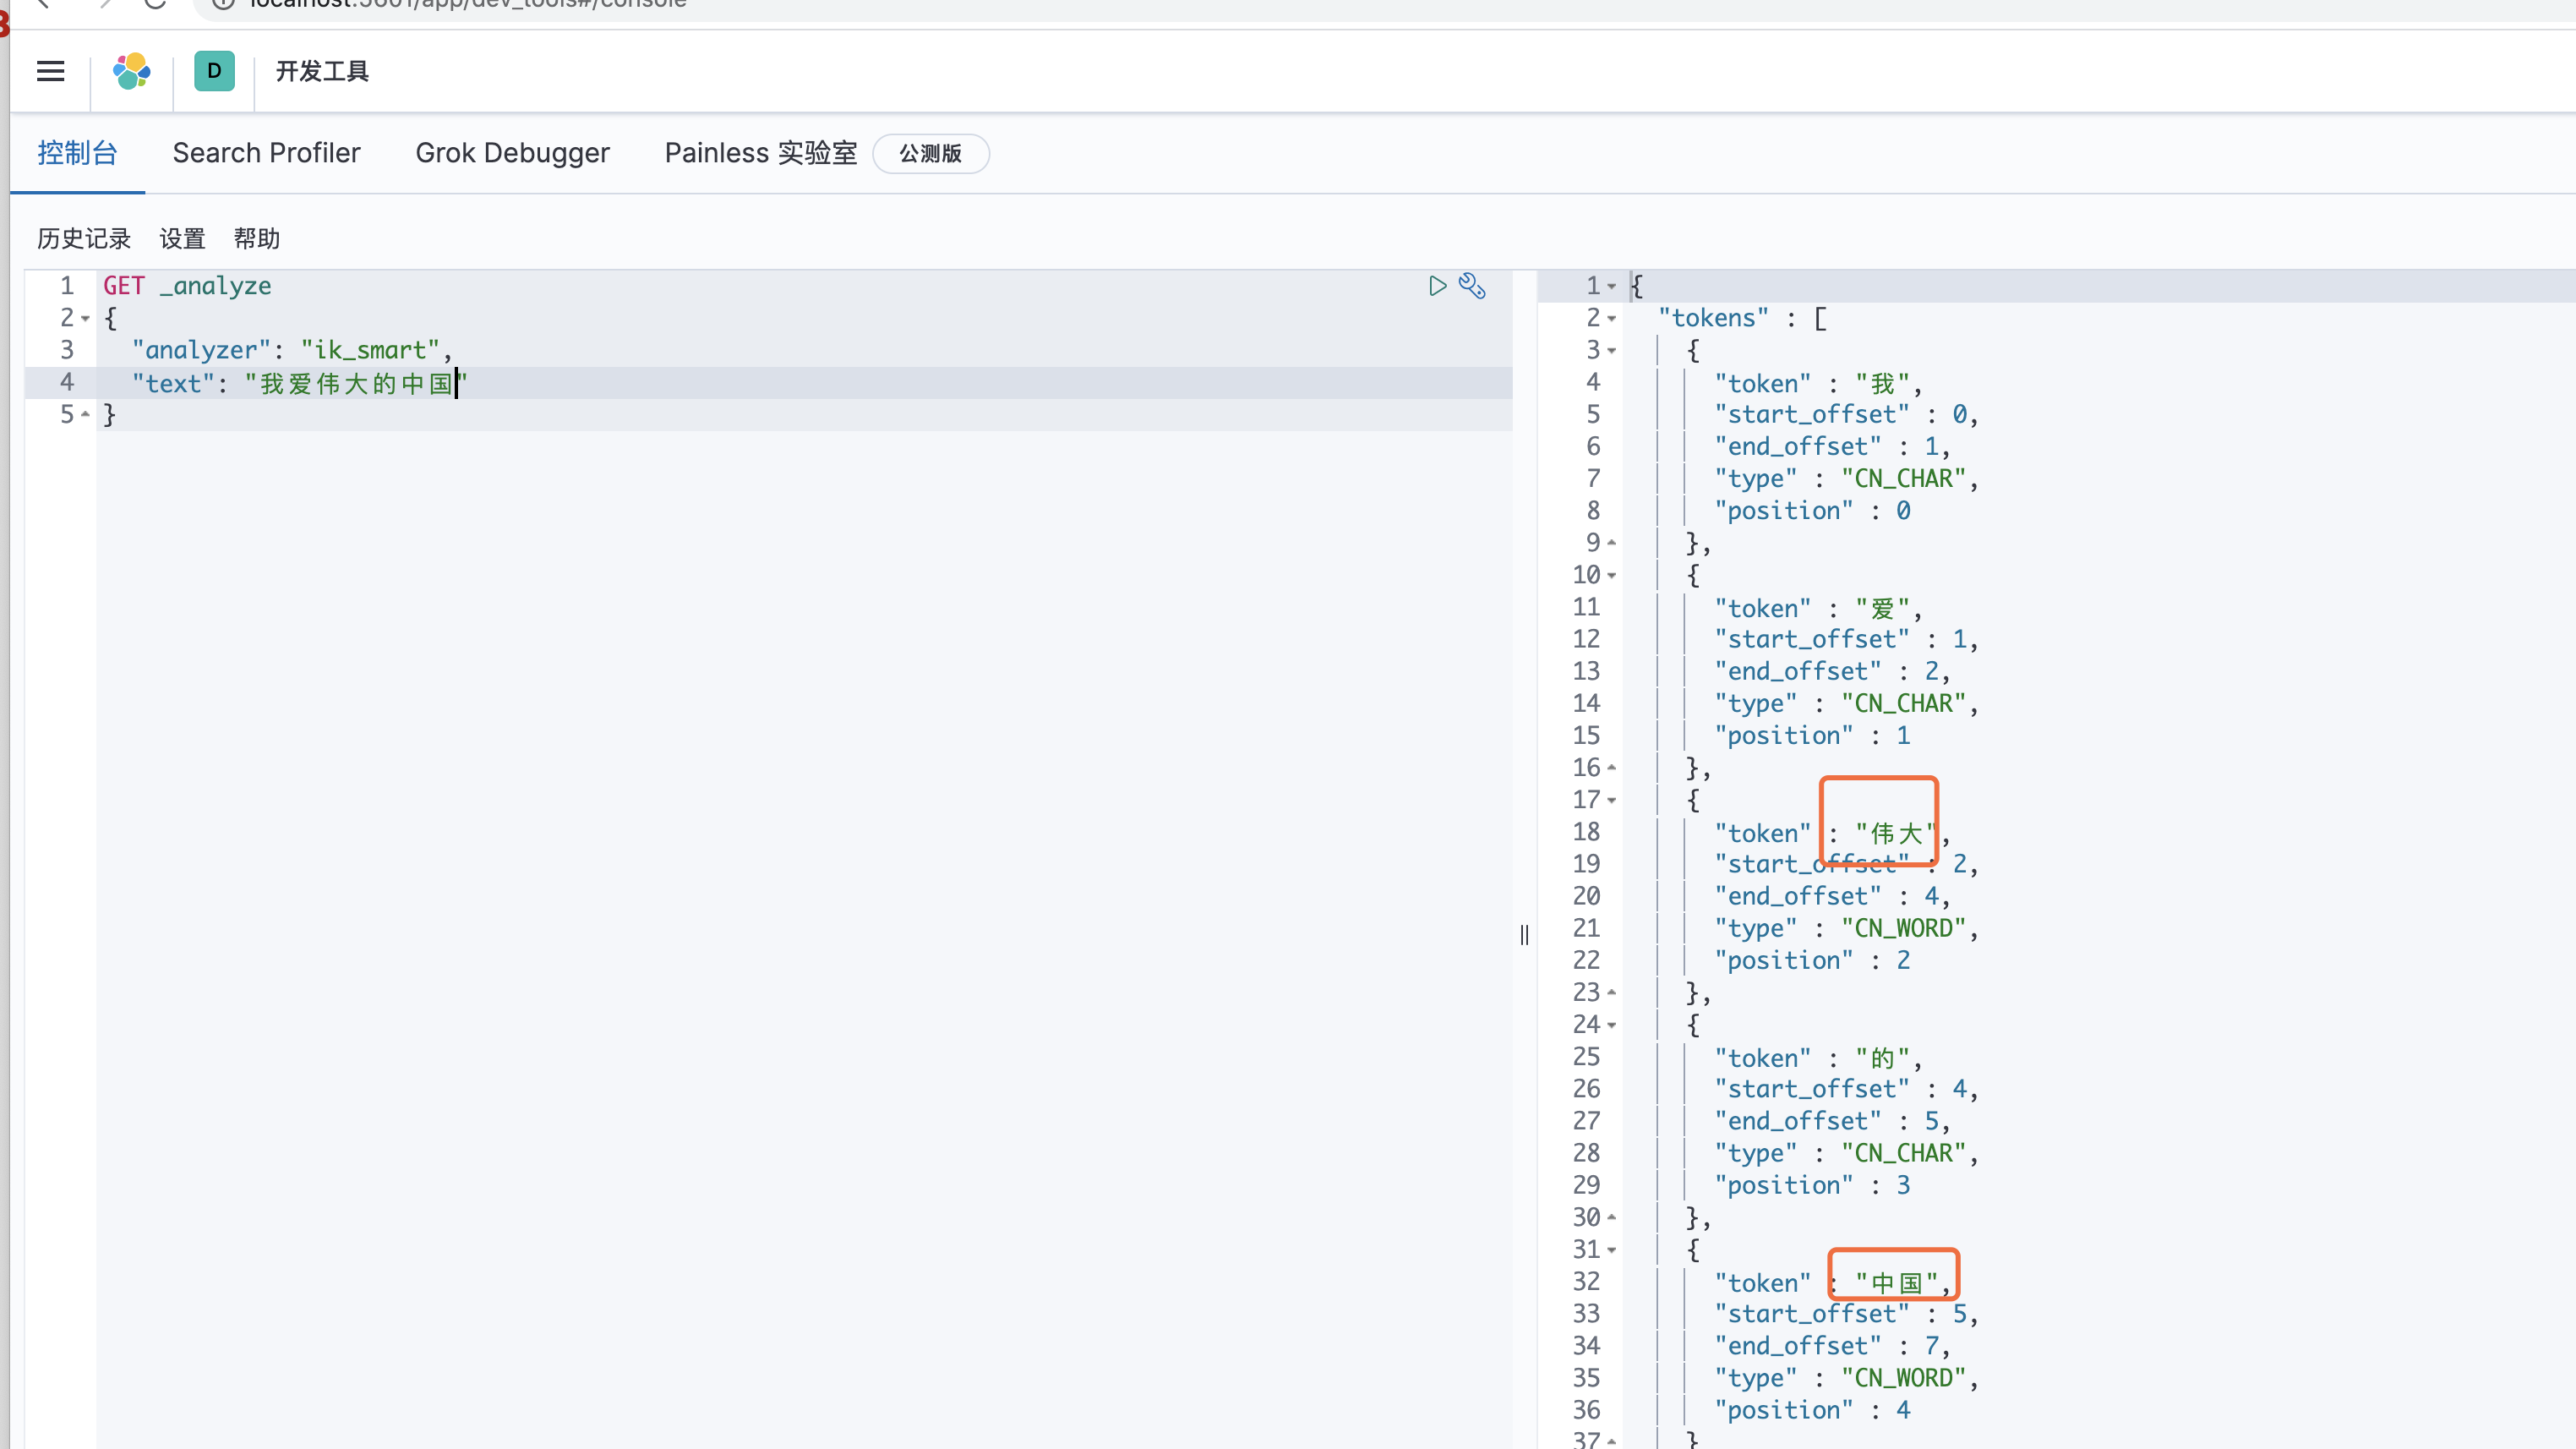 localhost:5601/app/dev_tools#/console
D 开发工具
控制台 Search Profiler Grok Debugger Painless 实验室 公测版
历史记录 设置 帮助
1 GET _analyze
2 {
3 "analyzer": "ik_smart",
4 "text": "我爱伟大的中国"
5 }
1 {
2 "tokens" : [
3 {
4 "token" : "我",
5 "start_offset" : 0,
6 "end_offset" : 1,
7 "type" : "CN_CHAR",
8 "position" : 0
9 },
10 {
11 "token" : "爱",
12 "start_offset" : 1,
13 "end_offset" : 2,
14 "type" : "CN_CHAR",
15 "position" : 1
16 },
17 {
18 "token" : "伟大",
19 "start_offset" : 2,
20 "end_offset" : 4,
21 "type" : "CN_WORD",
22 "position" : 2
23 },
24 {
25 "token" : "的",
26 "start_offset" : 4,
27 "end_offset" : 5,
28 "type" : "CN_CHAR",
29 "position" : 3
30 },
31 {
32 "token" : "中国",
33 "start_offset" : 5,
34 "end_offset" : 7,
35 "type" : "CN_WORD",
36 "position" : 4
37 }